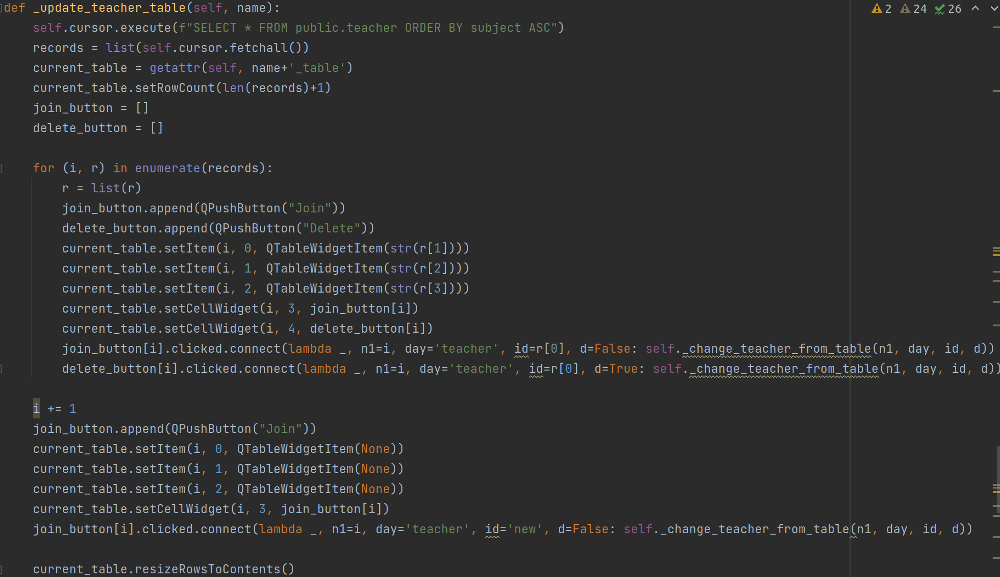 def _update_teacher_table(self, name):
2 24 26
    self.cursor.execute(f"SELECT * FROM public.teacher ORDER BY subject ASC")
    records = list(self.cursor.fetchall())
    current_table = getattr(self, name+'_table')
    current_table.setRowCount(len(records)+1)
    join_button = []
    delete_button = []
    for (i, r) in enumerate(records):
        r = list(r)
        join_button.append(QPushButton("Join"))
        delete_button.append(QPushButton("Delete"))
        current_table.setItem(i, 0, QTableWidgetItem(str(r[1])))
        current_table.setItem(i, 1, QTableWidgetItem(str(r[2])))
        current_table.setItem(i, 2, QTableWidgetItem(str(r[3])))
        current_table.setCellWidget(i, 3, join_button[i])
        current_table.setCellWidget(i, 4, delete_button[i])
        join_button[i].clicked.connect(lambda _, n1=i, day='teacher', id=r[0], d=False: self._change_teacher_from_table(n1, day, id, d))
        delete_button[i].clicked.connect(lambda _, n1=i, day='teacher', id=r[0], d=True: self._change_teacher_from_table(n1, day, id, d))
    i += 1
    join_button.append(QPushButton("Join"))
    current_table.setItem(i, 0, QTableWidgetItem(None))
    current_table.setItem(i, 1, QTableWidgetItem(None))
    current_table.setItem(i, 2, QTableWidgetItem(None))
    current_table.setCellWidget(i, 3, join_button[i])
    join_button[i].clicked.connect(lambda _, n1=i, day='teacher', id='new', d=False: self._change_teacher_from_table(n1, day, id, d))
    current_table.resizeRowsToContents()